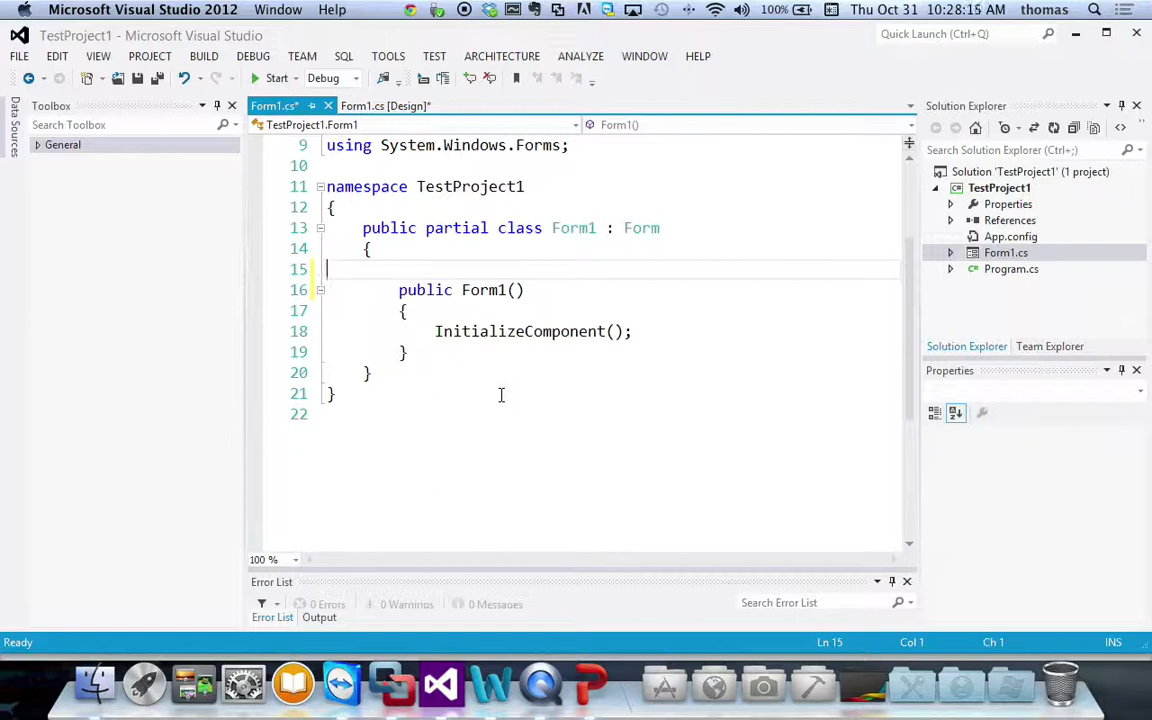 Microsoft Visual Studio 2012 Window Help 100% Thu Oct 31 10:28:15 AM thomas
TestProject1 - Microsoft Visual Studio
Quick Launch (Ctrl+Q)
FILE EDIT VIEW PROJECT BUILD DEBUG TEAM SQL TOOLS TEST ARCHITECTURE ANALYZE WINDOW HELP
Start Debug
Data Sources
Toolbox
Search Toolbox
General
Form1.cs* Form1.cs [Design]*
TestProject1.Form1 Form1()
9 using System.Windows.Forms;
10
11 namespace TestProject1
12 {
13 public partial class Form1 : Form
14 {
15
16 public Form1()
17 {
18 InitializeComponent();
19 }
20 }
21 }
22
100 %
Error List
0 Errors 0 Warnings 0 Messages
Search Error List
Error List Output
Solution Explorer
Search Solution Explorer (Ctrl+;)
Solution 'TestProject1' (1 project)
TestProject1
Properties
References
App.config
Form1.cs
Program.cs
Solution Explorer Team Explorer
Properties
Ready Ln 15 Col 1 Ch 1 INS